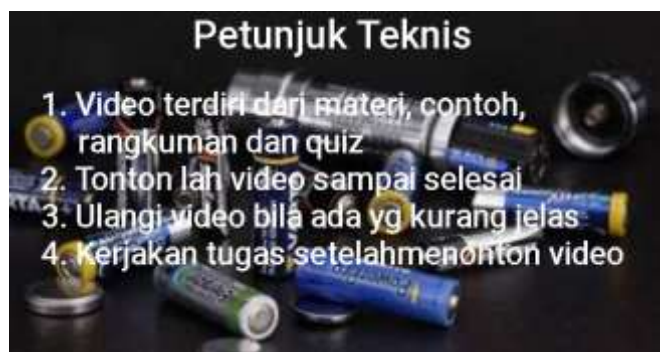 Petunjuk Teknis
1. Video terdiri dari materi, contoh,
rangkuman dan quiz
2. Tonton lah video sampai selesai
3. Ulangi video bila ada yg kurang jelas
4. Kerjakan tugas setelahmenonton video